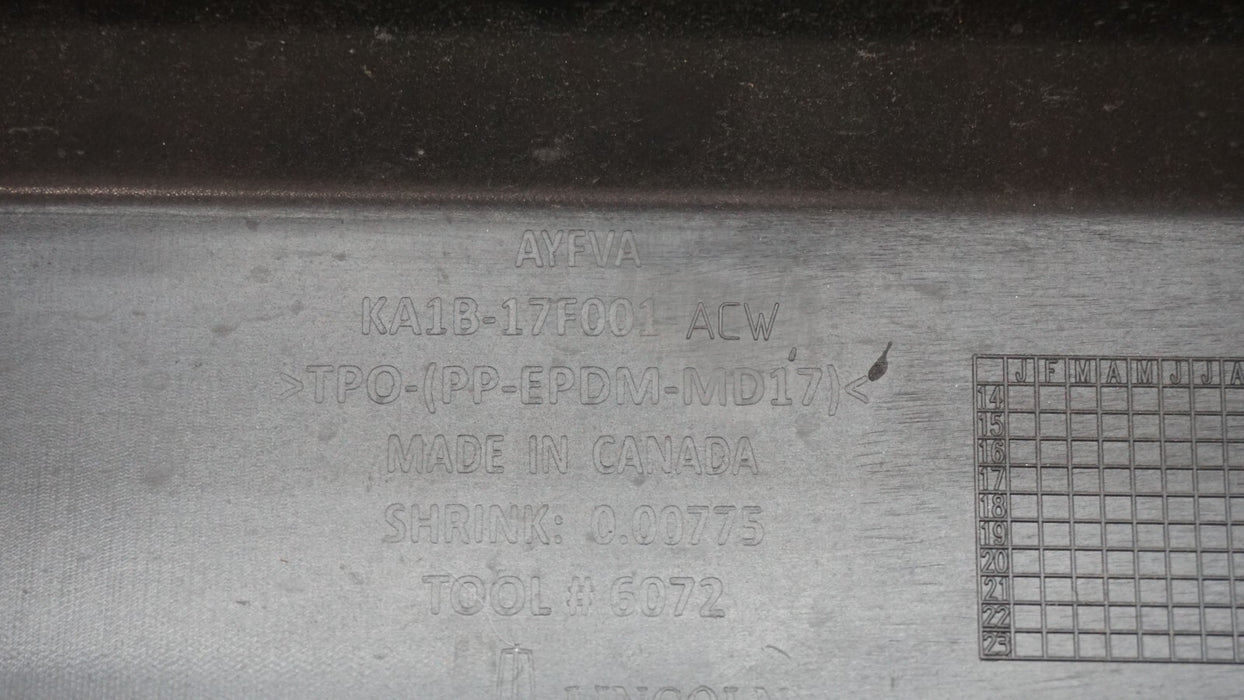 AYFVA
KA1B-17F001 ACW
>TPO-(PP-EPDM-MD17)<
MADE IN CANADA
SHRINK: 0.00775
TOOL # 6072
LINCOLN
J F M A M J J A
14
15
16
17
18
19
20
21
22
23